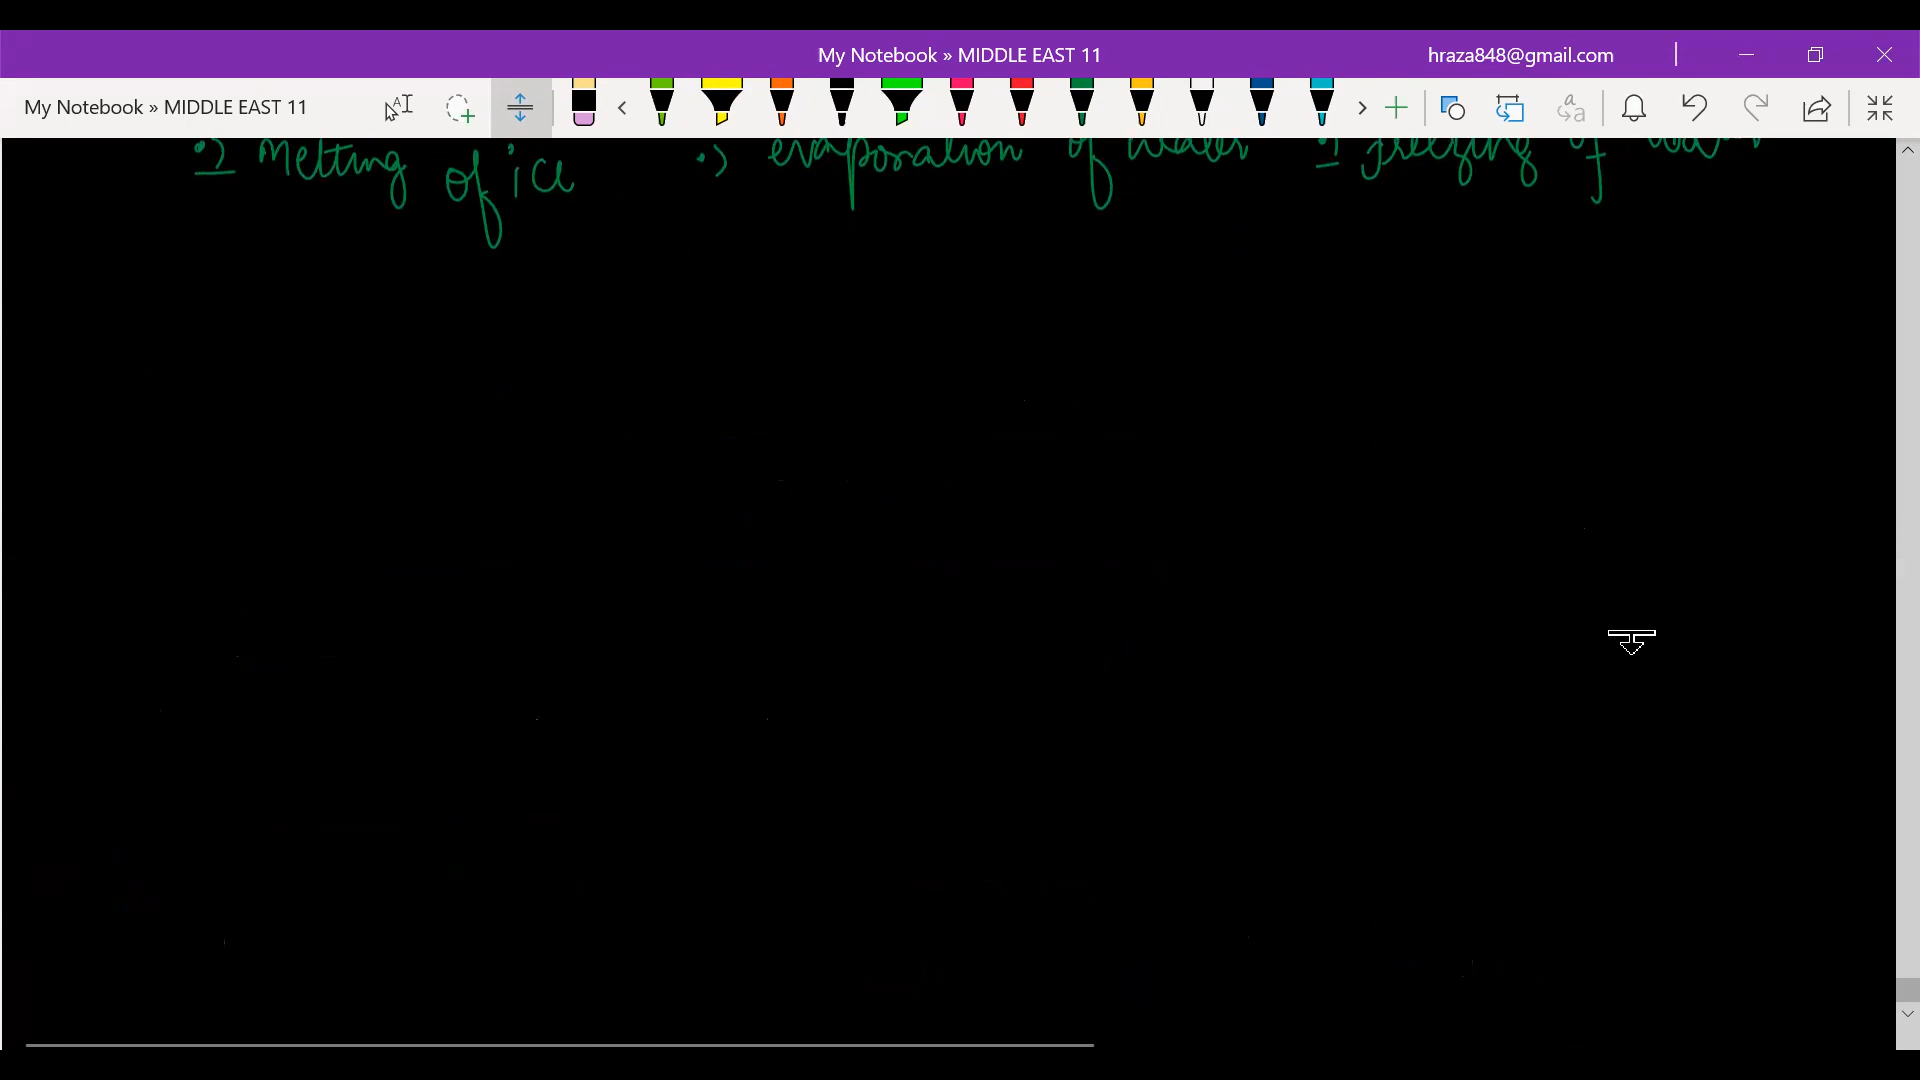 My Notebook » MIDDLE EAST 11
hraza848@gmail.com
My Notebook » MIDDLE EAST 11
Melting of ice evaporation of water freezing of